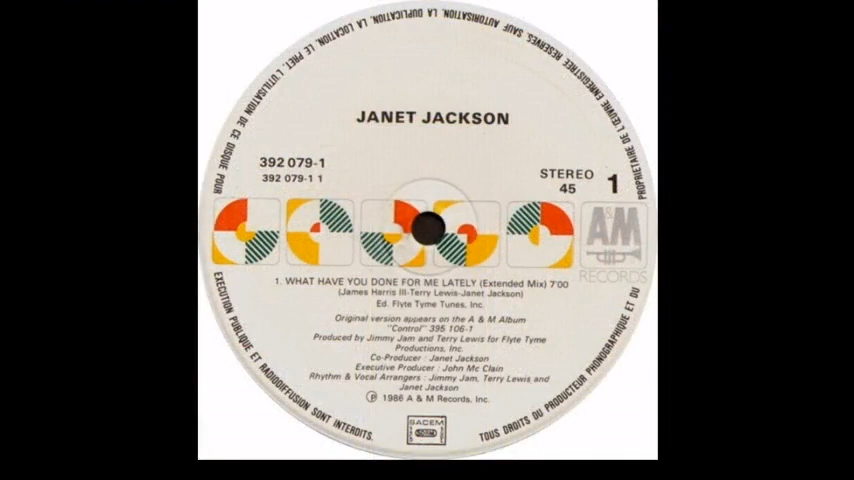 JANET JACKSON
392 079-1
392 079-1 1
STEREO
45
1
A&M
RECORDS
1. WHAT HAVE YOU DONE FOR ME LATELY (Extended Mix) 7'00
(James Harris III-Terry Lewis-Janet Jackson)
Ed. Flyte Tyme Tunes, Inc.
Original version appears on the A & M Album
"Control" 395 106-1
Produced by Jimmy Jam and Terry Lewis for Flyte Tyme
Productions, Inc.
Co-Producer : Janet Jackson
Executive Producer : John Mc Clain
Rhythm & Vocal Arrangers : Jimmy Jam, Terry Lewis and
Janet Jackson
℗ 1986 A & M Records, Inc.
SACEM
TOUS DROITS DU PRODUCTEUR PHONOGRAPHIQUE ET DU
PROPRIETAIRE DE L'ŒUVRE ENREGISTREE RESERVES. SAUF AUTORISATION, LA DUPLICATION, LA LOCATION, LE PRET, L'UTILISATION DE CE DISQUE POUR
EXECUTION PUBLIQUE ET RADIODIFFUSION SONT INTERDITS.